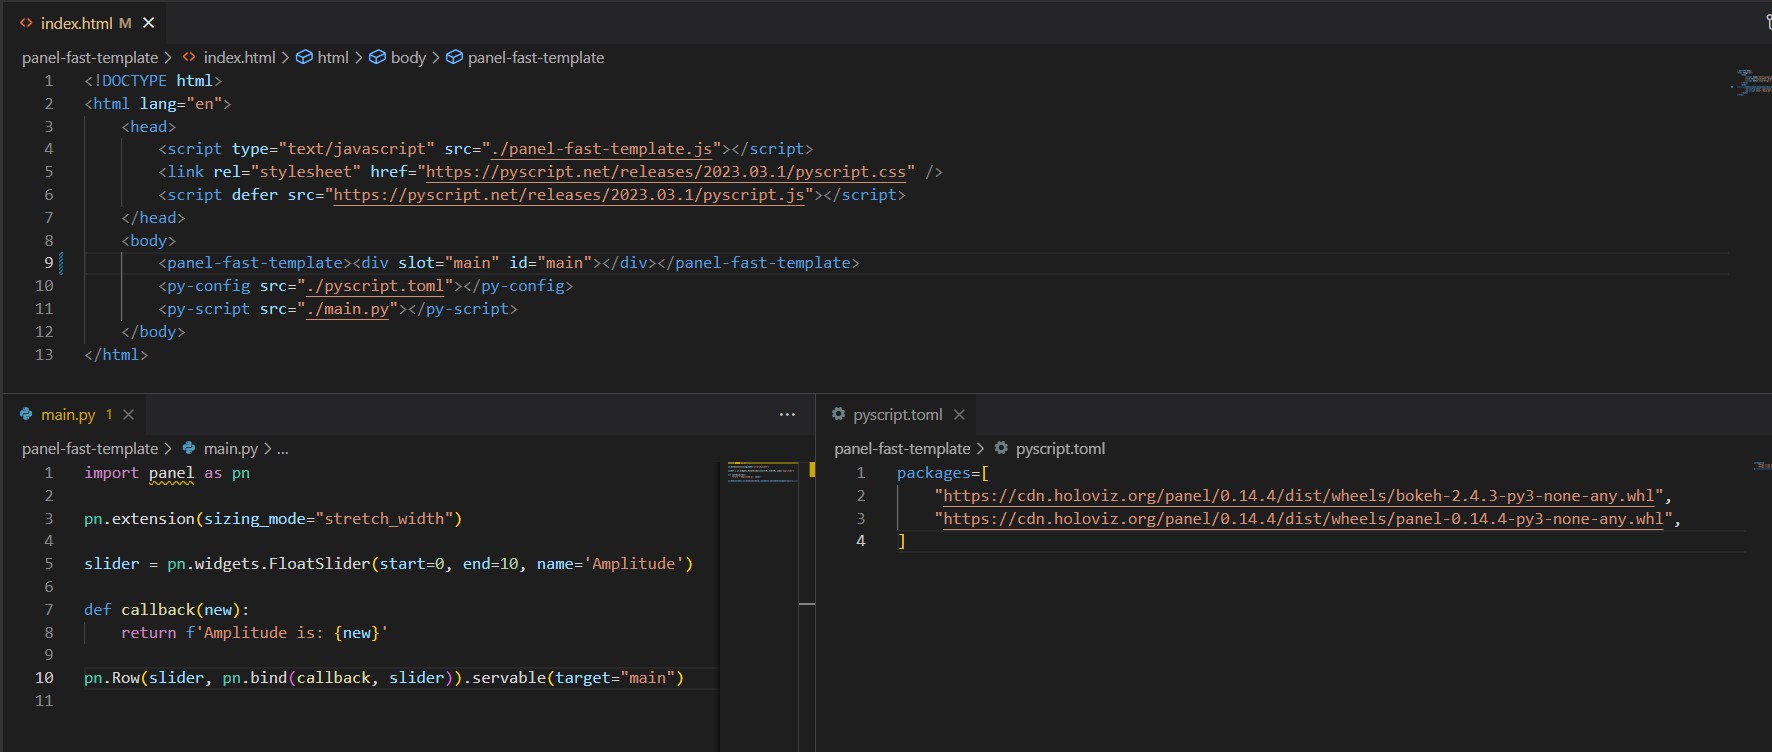 index.html M
panel-fast-template > index.html > html > body > panel-fast-template
1 <!DOCTYPE html>
2 <html lang="en">
3 <head>
4 <script type="text/javascript" src="./panel-fast-template.js"></script>
5 <link rel="stylesheet" href="https://pyscript.net/releases/2023.03.1/pyscript.css" />
6 <script defer src="https://pyscript.net/releases/2023.03.1/pyscript.js"></script>
7 </head>
8 <body>
9 <panel-fast-template><div slot="main" id="main"></div></panel-fast-template>
10 <py-config src="./pyscript.toml"></py-config>
11 <py-script src="./main.py"></py-script>
12 </body>
13 </html>
main.py 1
panel-fast-template > main.py > ...
1 import panel as pn
2
3 pn.extension(sizing_mode="stretch_width")
4
5 slider = pn.widgets.FloatSlider(start=0, end=10, name='Amplitude')
6
7 def callback(new):
8 return f'Amplitude is: {new}'
9
10 pn.Row(slider, pn.bind(callback, slider)).servable(target="main")
11
pyscript.toml
panel-fast-template > pyscript.toml
1 packages=[
2 "https://cdn.holoviz.org/panel/0.14.4/dist/wheels/bokeh-2.4.3-py3-none-any.whl",
3 "https://cdn.holoviz.org/panel/0.14.4/dist/wheels/panel-0.14.4-py3-none-any.whl",
4 ]